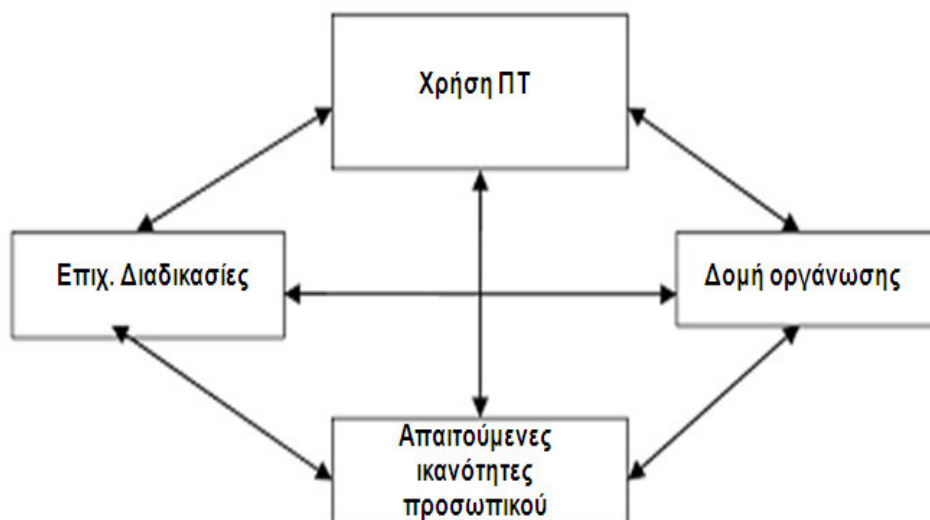 Χρήση ΠΤ
Επιχ. Διαδικασίες
Δομή οργάνωσης
Απαιτούμενες
ικανότητες
προσωπικού